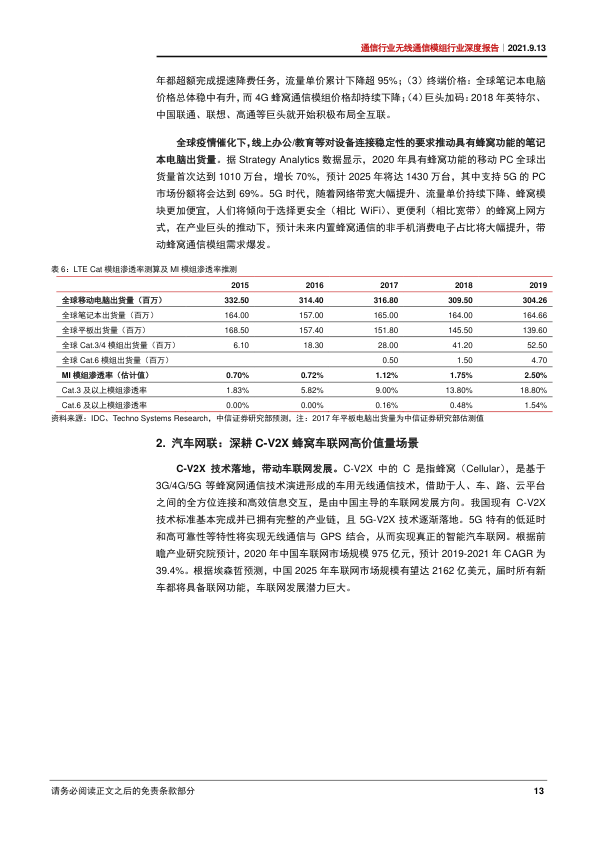 通信行业无线通信模组行业深度报告｜2021.9.13
年都超额完成提速降费任务，流量单价累计下降超 95%；（3）终端价格：全球笔记本电脑
价格总体稳中有升，而 4G 蜂窝通信模组价格却持续下降；（4）巨头加码：2018 年英特尔、
中国联通、联想、高通等巨头就开始积极布局全互联。
全球疫情催化下，线上办公/教育等对设备连接稳定性的要求推动具有蜂窝功能的笔记
本电脑出货量。据 Strategy Analytics 数据显示，2020 年具有蜂窝功能的移动 PC 全球出
货量首次达到 1010 万台，增长 70%，预计 2025 年将达 1430 万台，其中支持 5G 的 PC
市场份额将会达到 69%。5G 时代，随着网络带宽大幅提升、流量单价持续下降、蜂窝模
块更加便宜，人们将倾向于选择更安全（相比 WiFi）、更便利（相比宽带）的蜂窝上网方
式，在产业巨头的推动下，预计未来内置蜂窝通信的非手机消费电子占比将大幅提升，带
动蜂窝通信模组需求爆发。
表 6：LTE Cat 模组渗透率测算及 MI 模组渗透率推测
2015 2016 2017 2018 2019
全球移动电脑出货量（百万） 332.50 314.40 316.80 309.50 304.26
全球笔记本出货量（百万） 164.00 157.00 165.00 164.00 164.66
全球平板出货量（百万） 168.50 157.40 151.80 145.50 139.60
全球 Cat.3/4 模组出货量（百万） 6.10 18.30 28.00 41.20 52.50
全球 Cat.6 模组出货量（百万） 0.50 1.50 4.70
MI 模组渗透率（估计值） 0.70% 0.72% 1.12% 1.75% 2.50%
Cat.3 及以上模组渗透率 1.83% 5.82% 9.00% 13.80% 18.80%
Cat.6 及以上模组渗透率 0.00% 0.00% 0.16% 0.48% 1.54%
资料来源：IDC、Techno Systems Research，中信证券研究部预测，注：2017 年平板电脑出货量为中信证券研究部估测值
2. 汽车网联：深耕 C-V2X 蜂窝车联网高价值量场景
C-V2X 技术落地，带动车联网发展。C-V2X 中的 C 是指蜂窝（Cellular），是基于
3G/4G/5G 等蜂窝网通信技术演进形成的车用无线通信技术，借助于人、车、路、云平台
之间的全方位连接和高效信息交互，是由中国主导的车联网发展方向。我国现有 C-V2X
技术标准基本完成并已拥有完整的产业链，且 5G-V2X 技术逐渐落地。5G 特有的低延时
和高可靠性等特性将实现无线通信与 GPS 结合，从而实现真正的智能汽车联网。根据前
瞻产业研究院预计，2020 年中国车联网市场规模 975 亿元，预计 2019-2021 年 CAGR 为
39.4%。根据埃森哲预测，中国 2025 年车联网市场规模有望达 2162 亿美元，届时所有新
车都将具备联网功能，车联网发展潜力巨大。
请务必阅读正文之后的免责条款部分 13